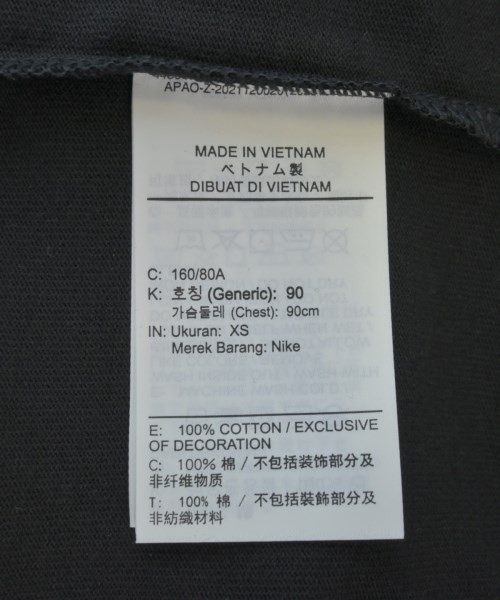 APAO-Z-2021120020
MADE IN VIETNAM
ベトナム製
DIBUAT DI VIETNAM
C: 160/80A
K: 호칭 (Generic): 90
가슴둘레 (Chest): 90cm
IN: Ukuran: XS
Merek Barang: Nike
E: 100% COTTON / EXCLUSIVE
OF DECORATION
C: 100% 棉 / 不包括装饰部分及
非纤维物质
T: 100% 棉 / 不包括裝飾部分及
非紡織材料